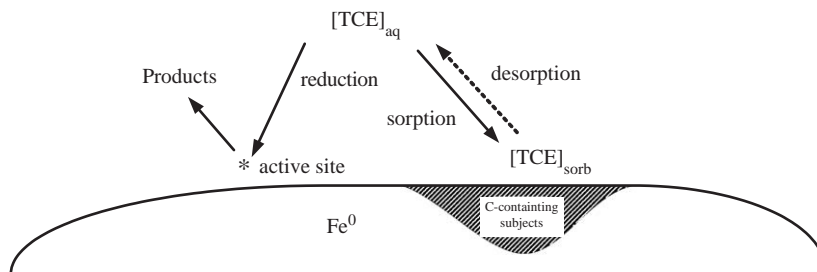 [TCE]aq
Products
reduction
desorption
sorption
* active site
[TCE]sorb
C-containting
subjects
Fe0